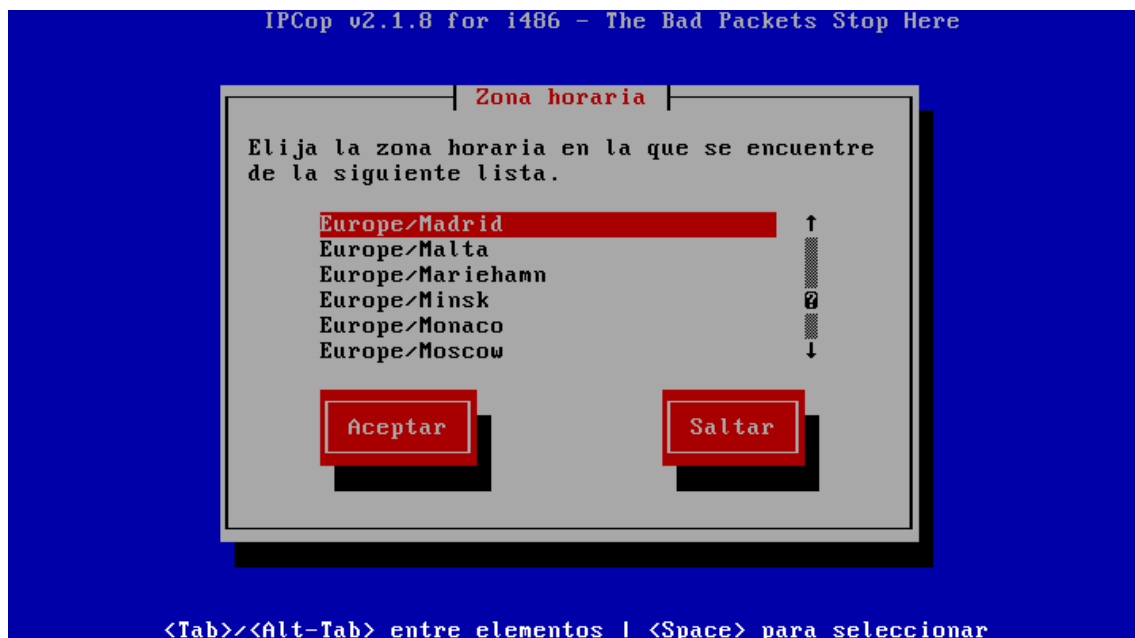 IPCop v2.1.8 for i486 - The Bad Packets Stop Here
Zona horaria
Elija la zona horaria en la que se encuentre
de la siguiente lista.
Europe/Madrid
Europe/Malta
Europe/Mariehamn
Europe/Minsk
Europe/Monaco
Europe/Moscow
Aceptar
Saltar
<Tab>/<Alt-Tab> entre elementos | <Space> para seleccionar